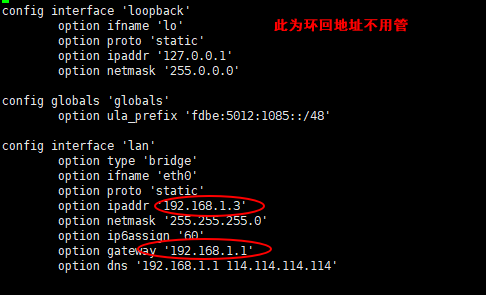 config interface 'loopback'
option ifname 'lo'
此为环回地址不用管
option proto 'static'
option ipaddr '127.0.0.1'
option netmask '255.0.0.0'
config globals 'globals'
option ula_prefix 'fdbe:5012:1085::/48'
config interface 'lan'
option type 'bridge'
option ifname 'eth0'
option proto 'static'
option ipaddr '192.168.1.3'
option netmask '255.255.255.0'
option ip6assign '60'
option gateway '192.168.1.1'
option dns '192.168.1.1 114.114.114.114'